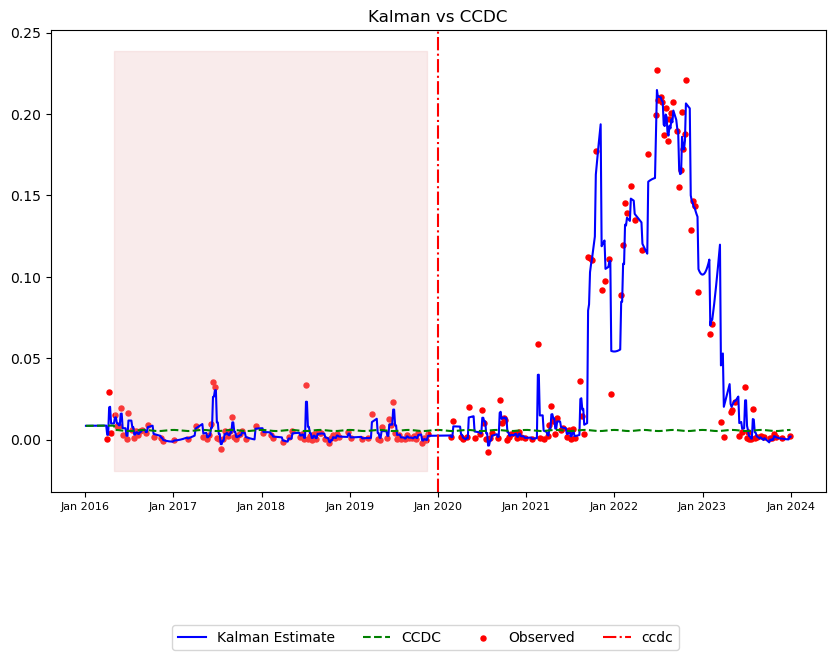 Kalman vs CCDC
0.25
0.20
0.15
0.10
0.05
0.00
Jan 2016 Jan 2017 Jan 2018 Jan 2019 Jan 2020 Jan 2021 Jan 2022 Jan 2023 Jan 2024
Kalman Estimate CCDC Observed ccdc